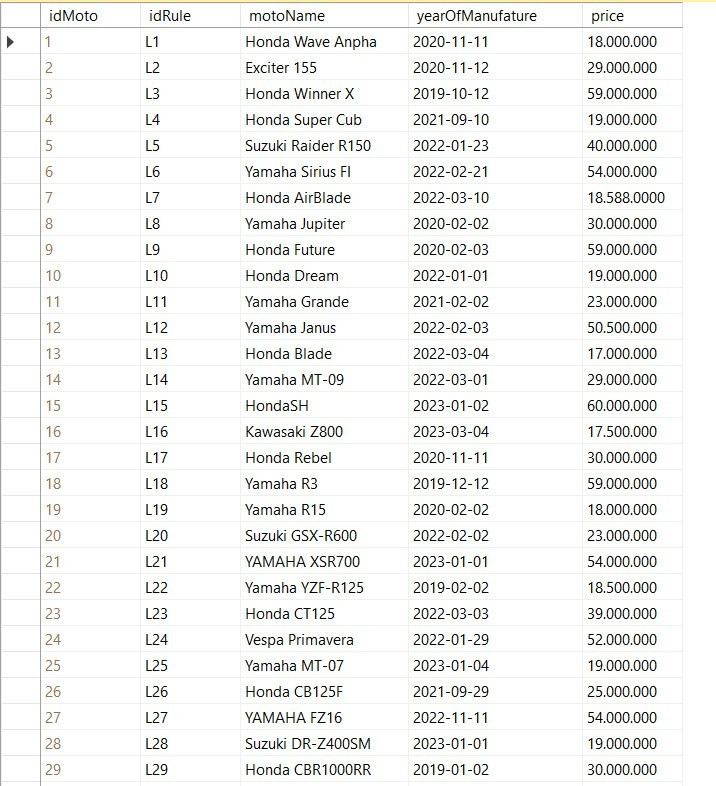 idMoto idRule motoName yearOfManufature price
1 L1 Honda Wave Anpha 2020-11-11 18.000.000
2 L2 Exciter 155 2020-11-12 29.000.000
3 L3 Honda Winner X 2019-10-12 59.000.000
4 L4 Honda Super Cub 2021-09-10 19.000.000
5 L5 Suzuki Raider R150 2022-01-23 40.000.000
6 L6 Yamaha Sirius FI 2022-02-21 54.000.000
7 L7 Honda AirBlade 2022-03-10 18.588.0000
8 L8 Yamaha Jupiter 2020-02-02 30.000.000
9 L9 Honda Future 2020-02-03 59.000.000
10 L10 Honda Dream 2022-01-01 19.000.000
11 L11 Yamaha Grande 2021-02-02 23.000.000
12 L12 Yamaha Janus 2022-02-03 50.500.000
13 L13 Honda Blade 2022-03-04 17.000.000
14 L14 Yamaha MT-09 2022-03-01 29.000.000
15 L15 HondaSH 2023-01-02 60.000.000
16 L16 Kawasaki Z800 2023-03-04 17.500.000
17 L17 Honda Rebel 2020-11-11 30.000.000
18 L18 Yamaha R3 2019-12-12 59.000.000
19 L19 Yamaha R15 2020-02-02 18.000.000
20 L20 Suzuki GSX-R600 2022-02-02 23.000.000
21 L21 YAMAHA XSR700 2023-01-01 54.000.000
22 L22 Yamaha YZF-R125 2019-02-02 18.500.000
23 L23 Honda CT125 2022-03-03 39.000.000
24 L24 Vespa Primavera 2022-01-29 52.000.000
25 L25 Yamaha MT-07 2023-01-04 19.000.000
26 L26 Honda CB125F 2021-09-29 25.000.000
27 L27 YAMAHA FZ16 2022-11-11 54.000.000
28 L28 Suzuki DR-Z400SM 2023-01-01 19.000.000
29 L29 Honda CBR1000RR 2019-01-02 30.000.000